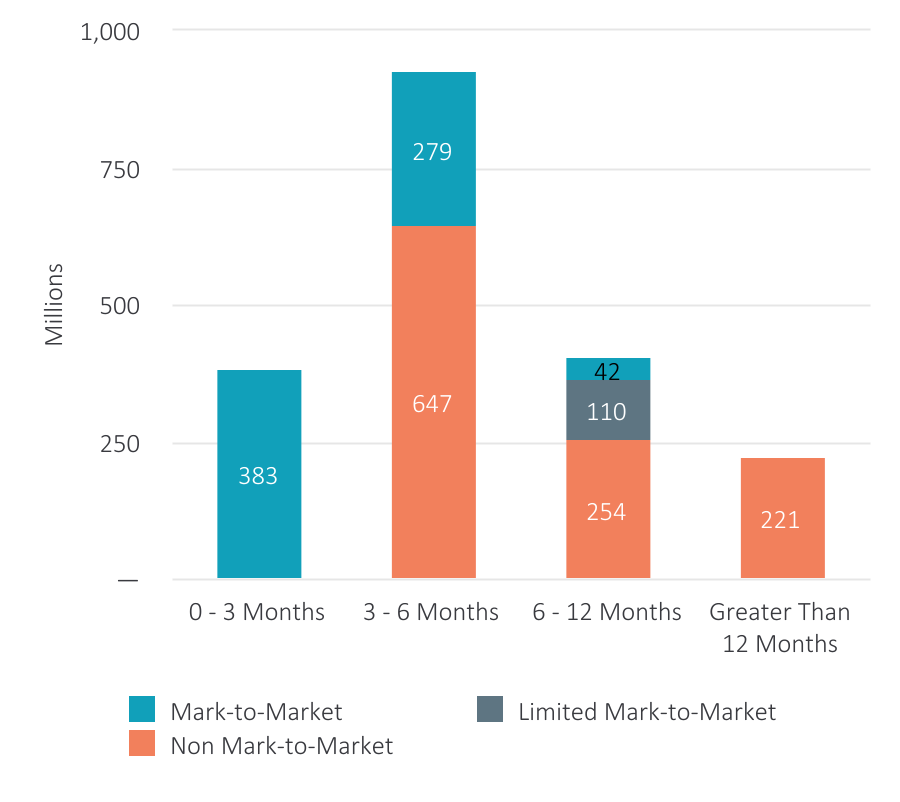 1,000
750
500
250
—
Millions
279
647
383
42
110
254
221
0 - 3 Months
3 - 6 Months
6 - 12 Months
Greater Than
12 Months
Mark-to-Market
Limited Mark-to-Market
Non Mark-to-Market